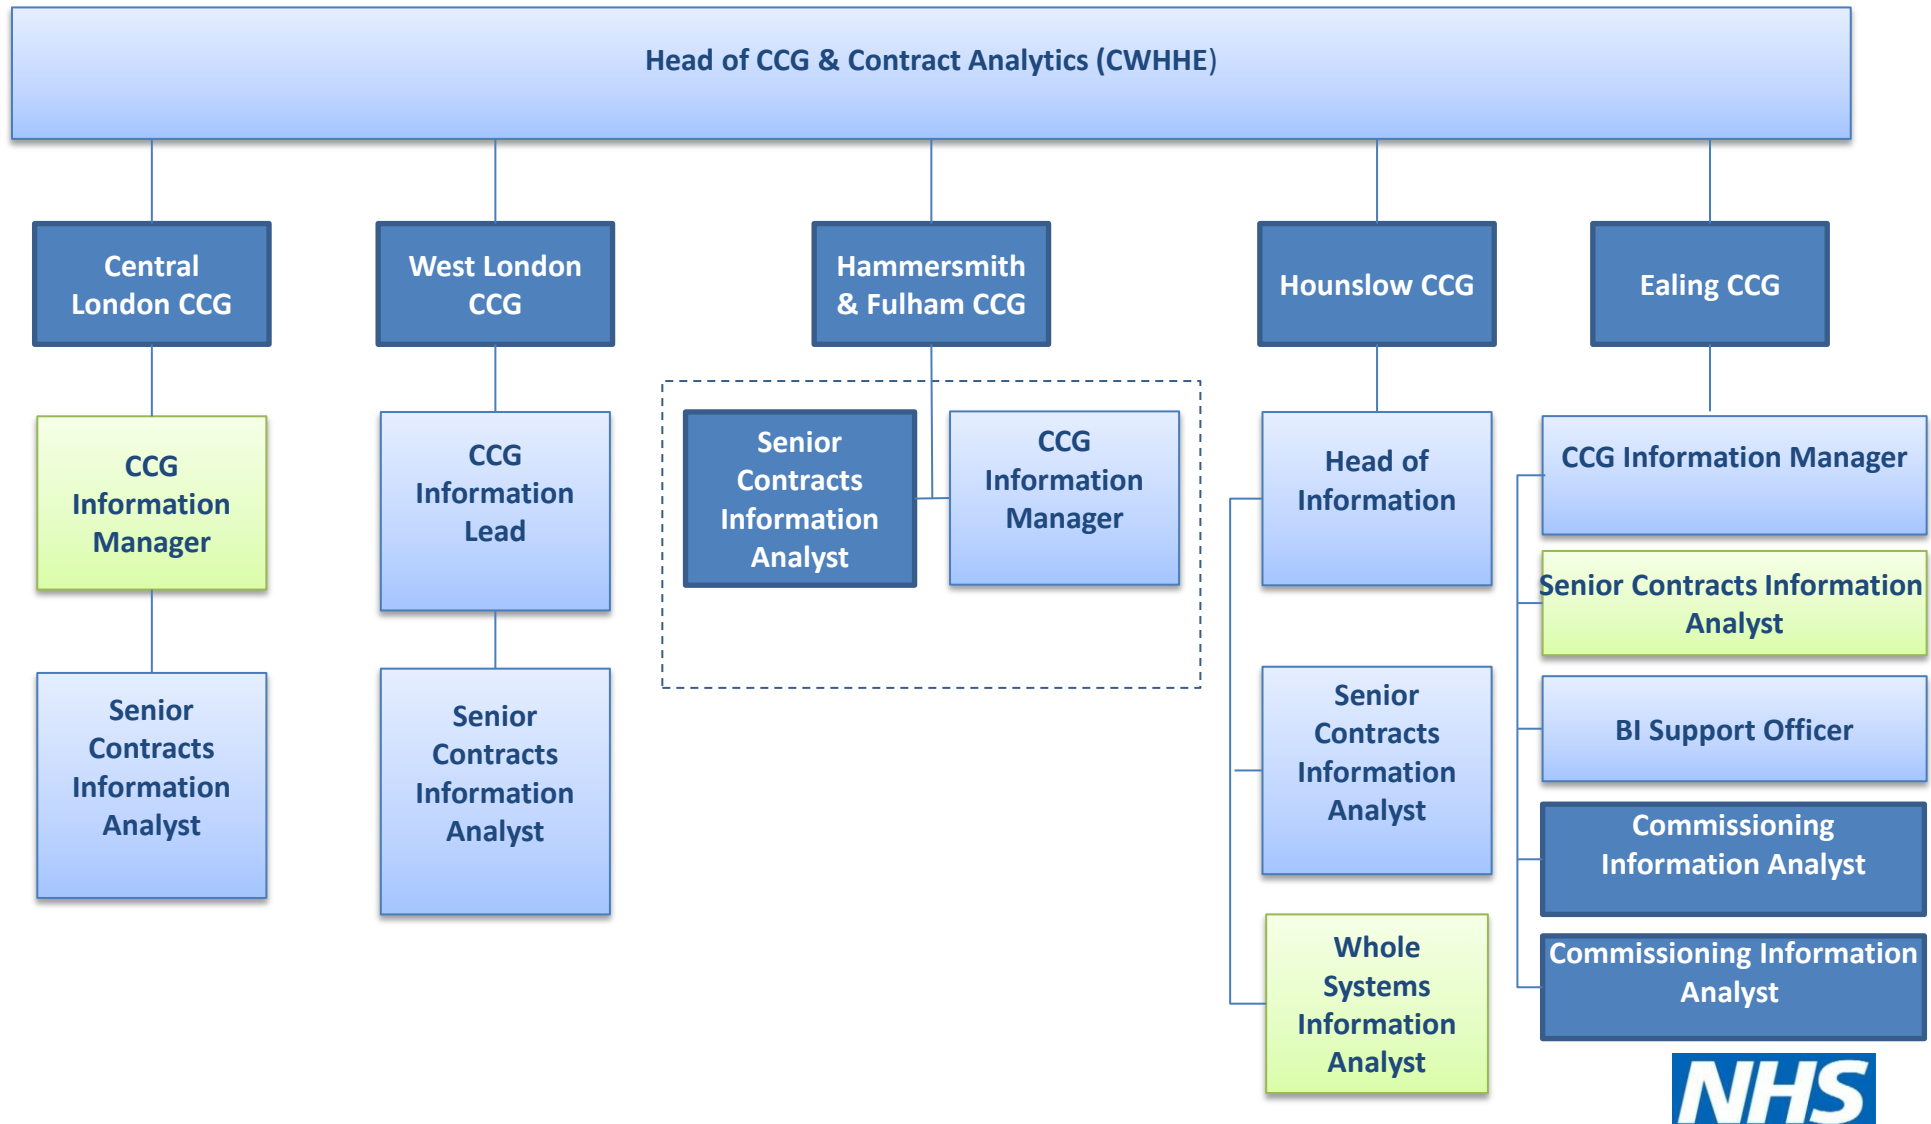 Head of CCG & Contract Analytics (CWHHE)
Central
London CCG
West London
CCG
Hammersmith
& Fulham CCG
Hounslow CCG
Ealing CCG
CCG
Information
Manager
Senior
Contracts
Information
Analyst
CCG
Information
Lead
Senior
Contracts
Information
Analyst
Senior
Contracts
Information
Analyst
CCG
Information
Manager
Head of
Information
Senior
Contracts
Information
Analyst
Whole
Systems
Information
Analyst
CCG Information Manager
Senior Contracts Information
Analyst
BI Support Officer
Commissioning
Information Analyst
Commissioning Information
Analyst
NHS